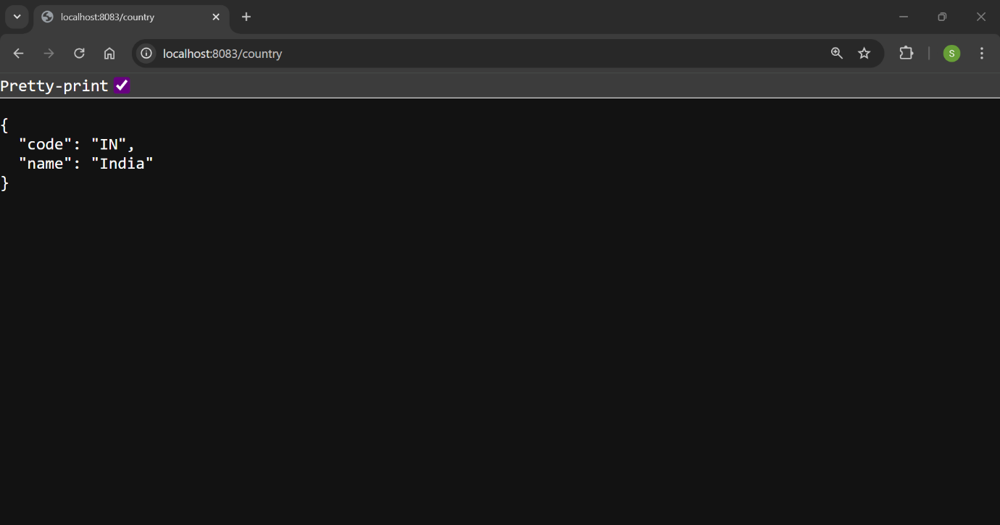 localhost:8083/country
localhost:8083/country
S
Pretty-print
{
  "code": "IN",
  "name": "India"
}